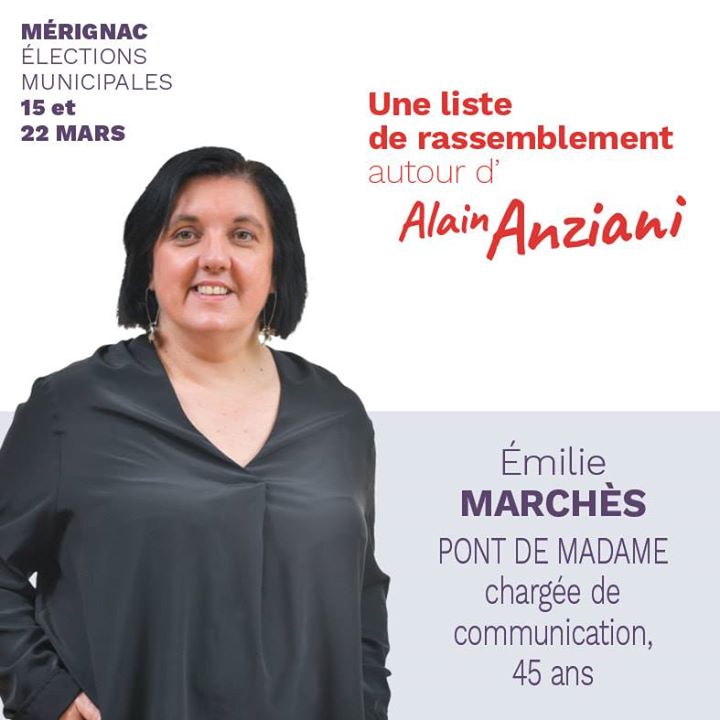 MÉRIGNAC
ÉLECTIONS
MUNICIPALES
15 et
22 MARS
Une liste
de rassemblement
autour d'
Alain Anziani
Émilie
MARCHÈS
PONT DE MADAME
chargée de
communication,
45 ans